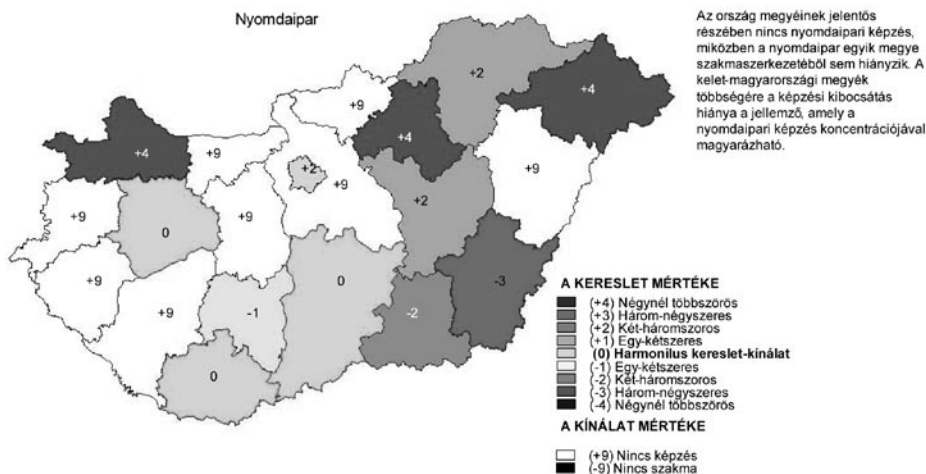 Nyomdaipar
Az ország megyéinek jelentős
részében nincs nyomdaipari képzés,
miközben a nyomdaipar egyik megye
szakmaszerkezetéből sem hiányzik. A
kelet-magyarországi megyék
többségére a képzési kibocsátás
hiánya a jellemző, amely a
nyomdaipari képzés koncentrációjával
magyarázható.
+2
+4
+9
+4
+4
+9
+2
+9
+9
+2
+9
+9
0
+9
0
-3
+9
+9
-1
-2
0
A KERESLET MÉRTÉKE
(+4) Négynél többszörös
(+3) Három-négyszeres
(+2) Két-háromszoros
(+1) Egy-kétszeres
(0) Harmonilus kereslet-kínálat
(-1) Egy-kétszeres
(-2) Két-háromszoros
(-3) Három-négyszeres
(-4) Négynél többszörös
A KÍNÁLAT MÉRTÉKE
(+9) Nincs képzés
(-9) Nincs szakma